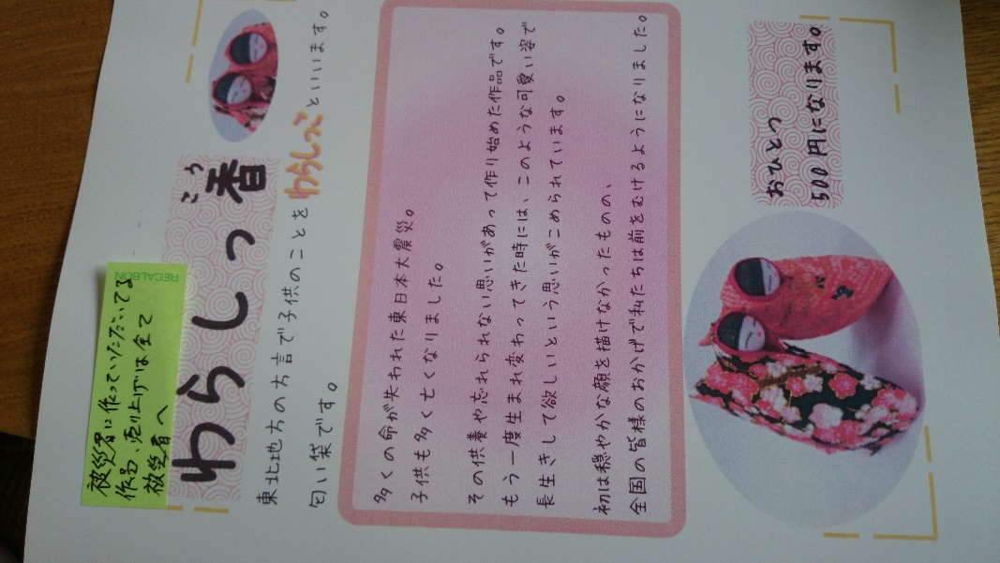 被災者に作っていただいてる
作品、売り上げは全て
被災者へ
RECALBON
こう
わらしっ香
東北地方の方言で子供のことをわらしっこといいます。
匂い袋です。
多くの命が失われた東日本大震災。
子供も多く亡くなりました。
その供養や忘れられない思いがあって作り始めた作品です。
もう一度生まれ変わってきた時には、このような可愛い姿で
長生きして欲しいという思いがこめられています。
初は穏やかな顔を描けなかったものの、
全国の皆様のおかげで私たちは前をむけるようになりました。
おひとつ
500円になります。